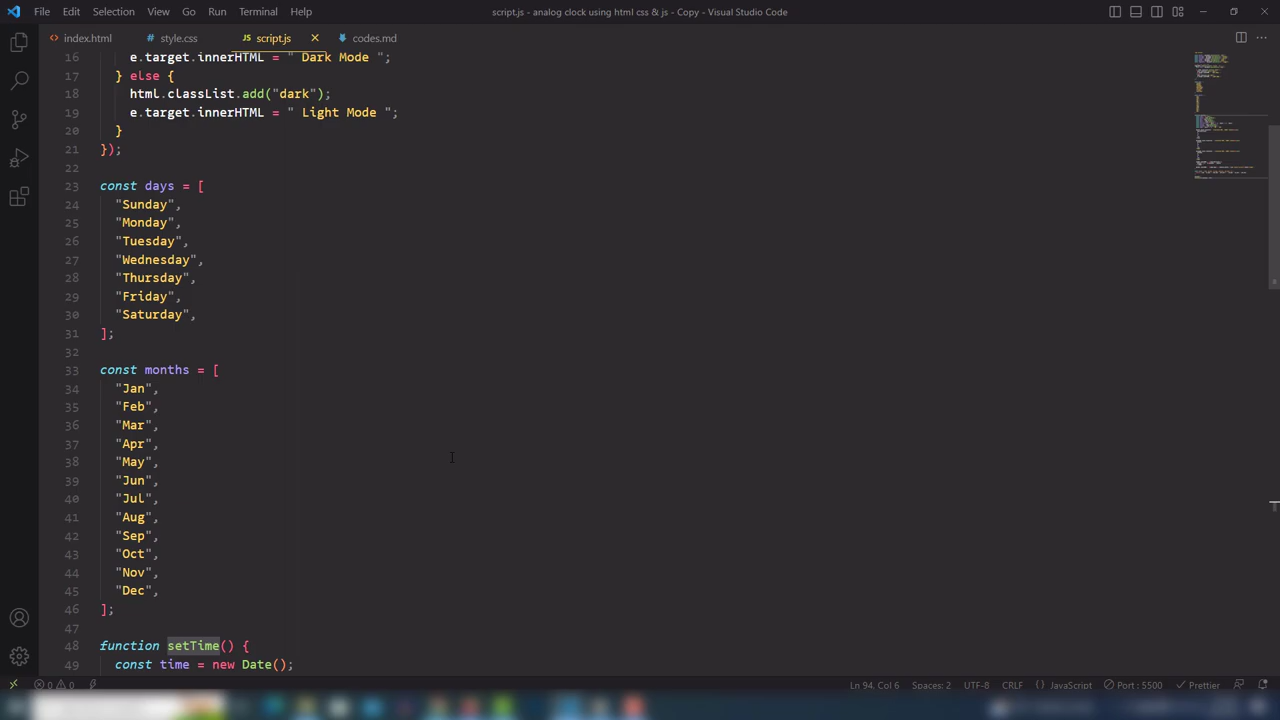 File Edit Selection View Go Run Terminal Help script.js - analog clock using html css & js - Copy - Visual Studio Code
index.html style.css JS script.js codes.md
16 e.target.innerHTML = " Dark Mode ";
17 } else {
18 html.classList.add("dark");
19 e.target.innerHTML = " Light Mode ";
20 }
21 });
22
23 const days = [
24 "Sunday",
25 "Monday",
26 "Tuesday",
27 "Wednesday",
28 "Thursday",
29 "Friday",
30 "Saturday",
31 ];
32
33 const months = [
34 "Jan",
35 "Feb",
36 "Mar",
37 "Apr",
38 "May",
39 "Jun",
40 "Jul",
41 "Aug",
42 "Sep",
43 "Oct",
44 "Nov",
45 "Dec",
46 ];
47
48 function setTime() {
49 const time = new Date();
0 0 Ln 94, Col 6 Spaces: 2 UTF-8 CRLF {} JavaScript Port : 5500 Prettier